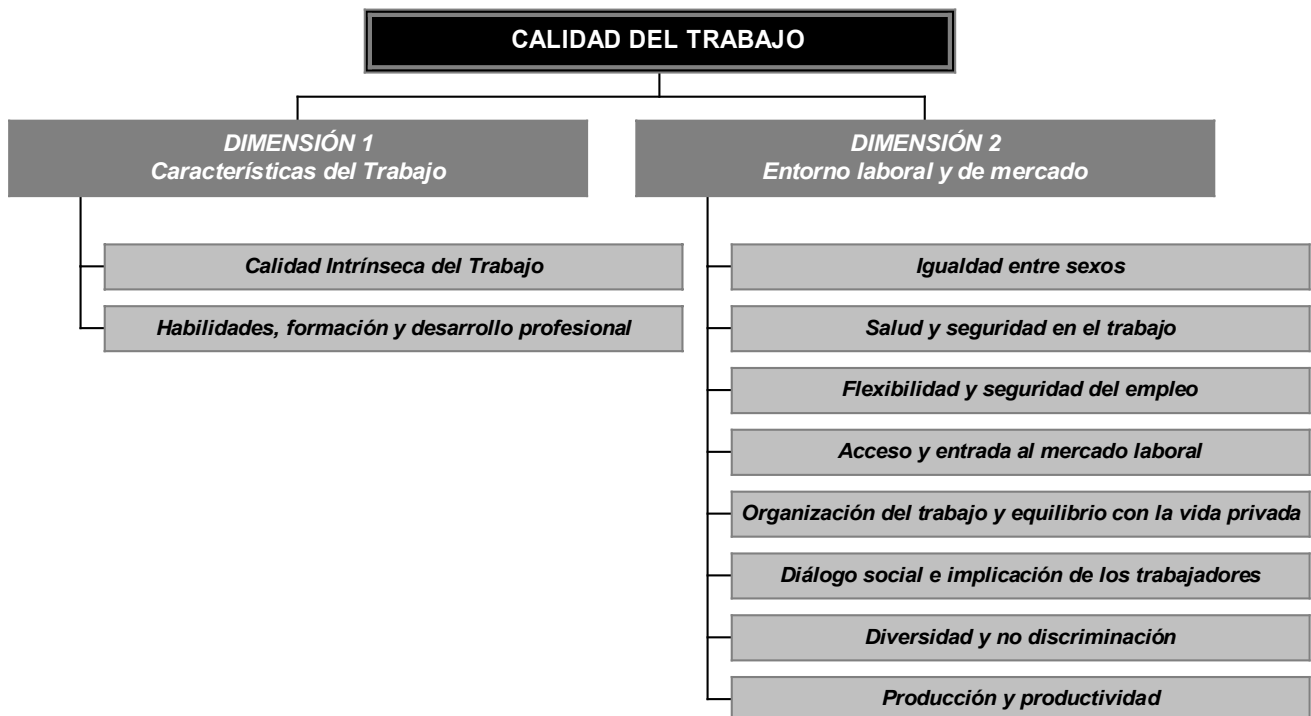 CALIDAD DEL TRABAJO
DIMENSIÓN 1
Características del Trabajo
Calidad Intrínseca del Trabajo
Habilidades, formación y desarrollo profesional
DIMENSIÓN 2
Entorno laboral y de mercado
Igualdad entre sexos
Salud y seguridad en el trabajo
Flexibilidad y seguridad del empleo
Acceso y entrada al mercado laboral
Organización del trabajo y equilibrio con la vida privada
Diálogo social e implicación de los trabajadores
Diversidad y no discriminación
Producción y productividad